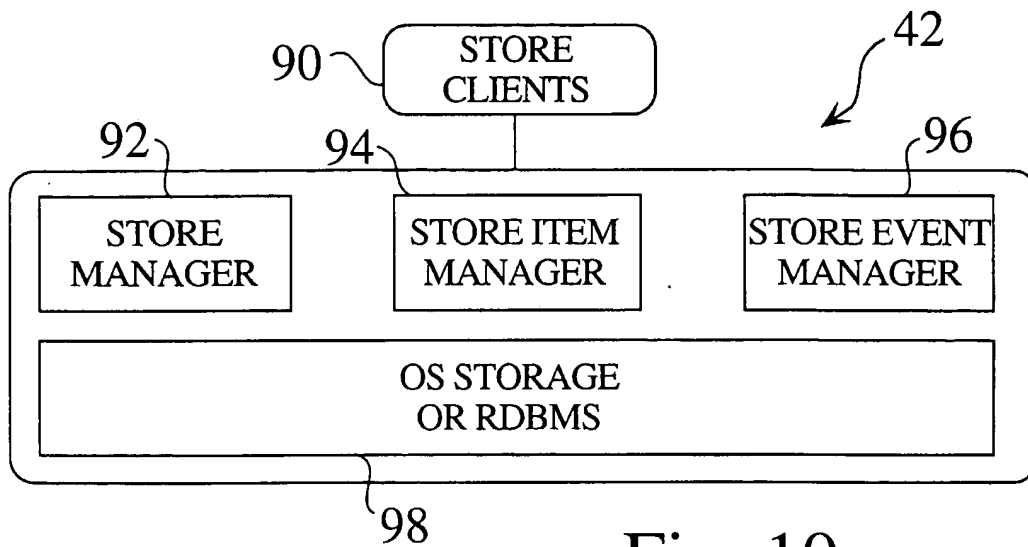 90
STORE
CLIENTS
42
92
94
96
STORE
MANAGER
STORE ITEM
MANAGER
STORE EVENT
MANAGER
OS STORAGE
OR RDBMS
98